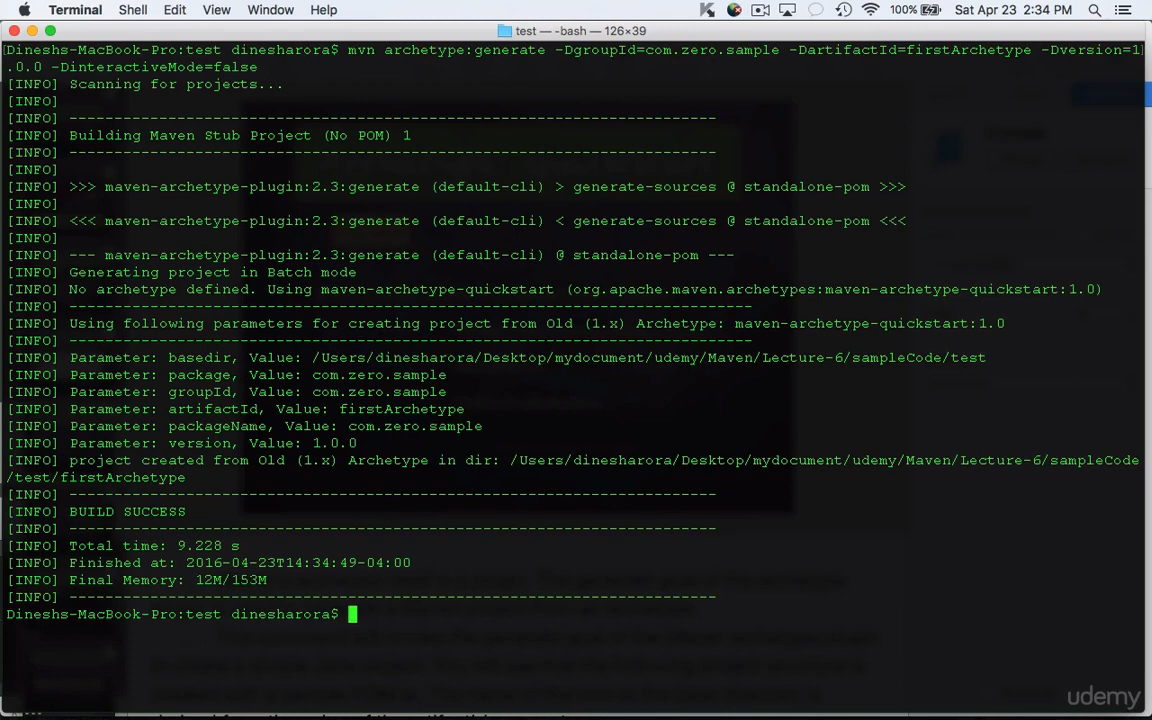 Terminal Shell Edit View Window Help 100% Sat Apr 23 2:34 PM
test — -bash — 126×39
Dineshs-MacBook-Pro:test dinesharora$ mvn archetype:generate -DgroupId=com.zero.sample -DartifactId=firstArchetype -Dversion=1
.0.0 -DinteractiveMode=false
[INFO] Scanning for projects...
[INFO]
[INFO] ------------------------------------------------------------------------
[INFO] Building Maven Stub Project (No POM) 1
[INFO] ------------------------------------------------------------------------
[INFO]
[INFO] >>> maven-archetype-plugin:2.3:generate (default-cli) > generate-sources @ standalone-pom >>>
[INFO]
[INFO] <<< maven-archetype-plugin:2.3:generate (default-cli) < generate-sources @ standalone-pom <<<
[INFO]
[INFO] --- maven-archetype-plugin:2.3:generate (default-cli) @ standalone-pom ---
[INFO] Generating project in Batch mode
[INFO] No archetype defined. Using maven-archetype-quickstart (org.apache.maven.archetypes:maven-archetype-quickstart:1.0)
[INFO] ----------------------------------------------------------------------------
[INFO] Using following parameters for creating project from Old (1.x) Archetype: maven-archetype-quickstart:1.0
[INFO] ----------------------------------------------------------------------------
[INFO] Parameter: basedir, Value: /Users/dinesharora/Desktop/mydocument/udemy/Maven/Lecture-6/sampleCode/test
[INFO] Parameter: package, Value: com.zero.sample
[INFO] Parameter: groupId, Value: com.zero.sample
[INFO] Parameter: artifactId, Value: firstArchetype
[INFO] Parameter: packageName, Value: com.zero.sample
[INFO] Parameter: version, Value: 1.0.0
[INFO] project created from Old (1.x) Archetype in dir: /Users/dinesharora/Desktop/mydocument/udemy/Maven/Lecture-6/sampleCode
/test/firstArchetype
[INFO] ------------------------------------------------------------------------
[INFO] BUILD SUCCESS
[INFO] ------------------------------------------------------------------------
[INFO] Total time: 9.228 s
[INFO] Finished at: 2016-04-23T14:34:49-04:00
[INFO] Final Memory: 12M/153M
[INFO] ------------------------------------------------------------------------
Dineshs-MacBook-Pro:test dinesharora$
udemy